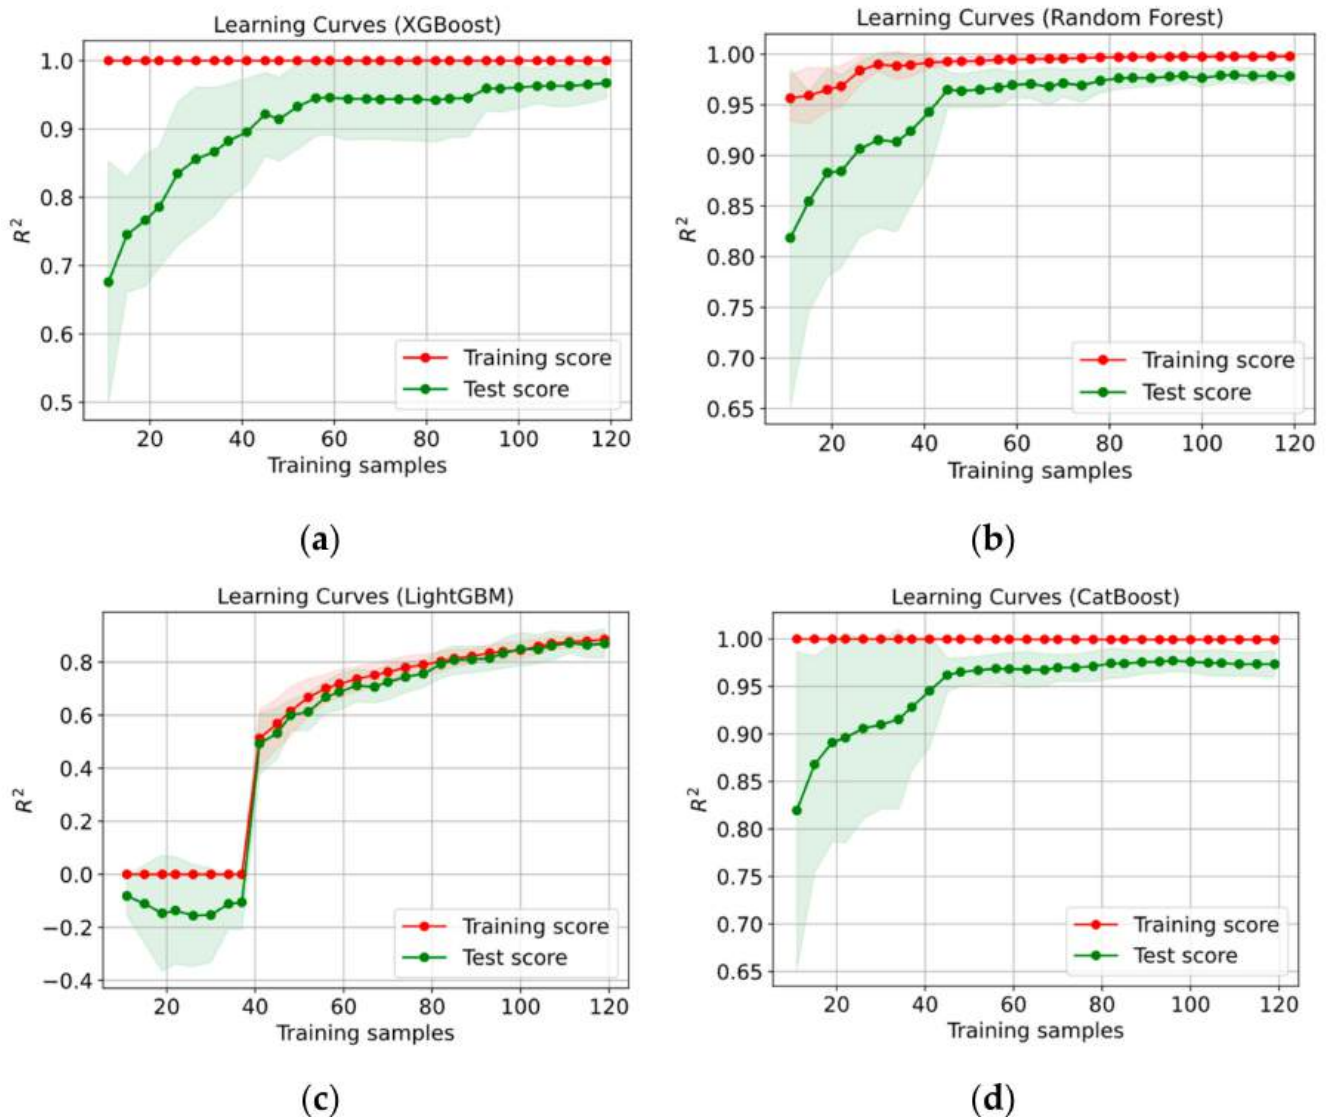 Learning Curves (XGBoost)
1.0
0.9
0.8
0.7
0.6
0.5
R²
Training score
Test score
20 40 60 80 100 120
Training samples
(a)
Learning Curves (Random Forest)
1.00
0.95
0.90
0.85
0.80
0.75
0.70
0.65
R²
Training score
Test score
20 40 60 80 100 120
Training samples
(b)
Learning Curves (LightGBM)
0.8
0.6
0.4
0.2
0.0
−0.2
−0.4
R²
Training score
Test score
20 40 60 80 100 120
Training samples
(c)
Learning Curves (CatBoost)
1.00
0.95
0.90
0.85
0.80
0.75
0.70
0.65
R²
Training score
Test score
20 40 60 80 100 120
Training samples
(d)